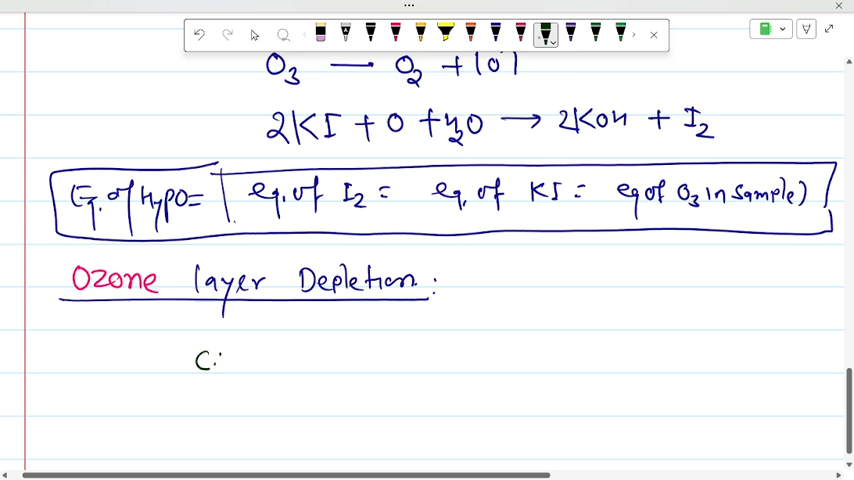 O₃ → O₂ + [O]
2KI + O + H₂O → 2KOH + I₂
Eq. of Hypo = eq. of I₂ = eq. of KI = eq of O₃ in sample)
Ozone layer Depletion:
C